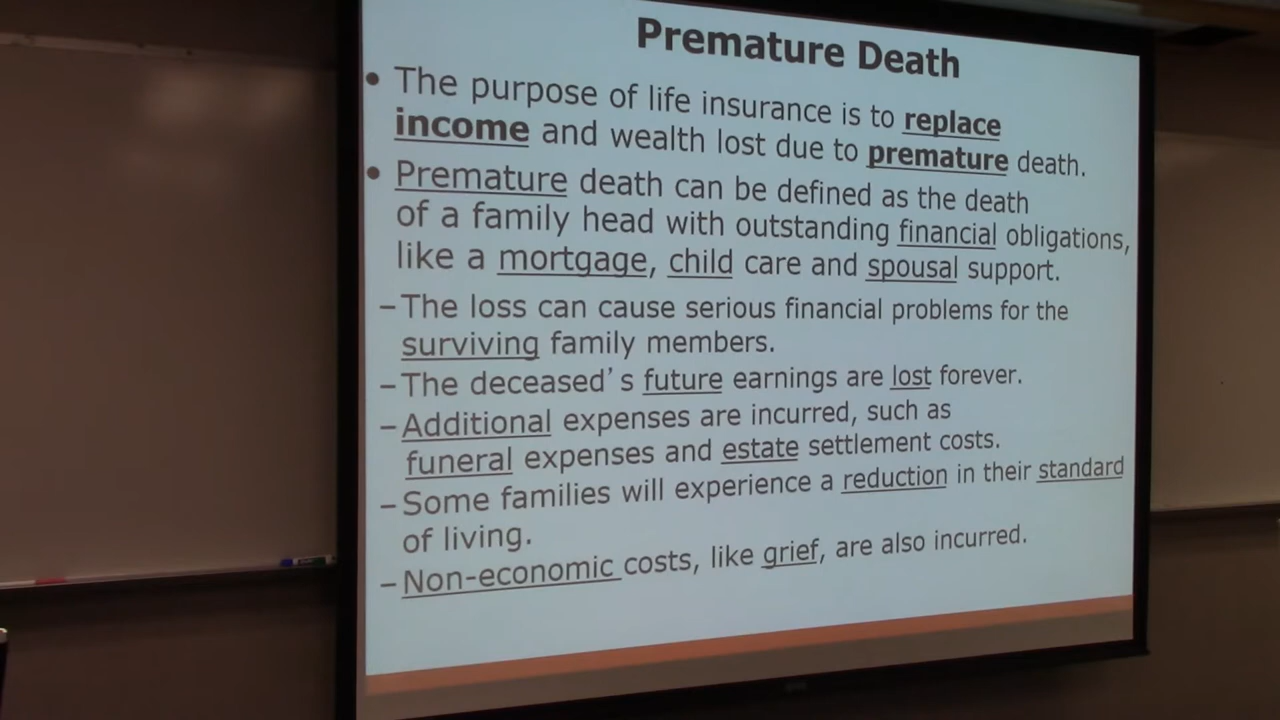 Premature Death
• The purpose of life insurance is to replace
income and wealth lost due to premature death.
• Premature death can be defined as the death
of a family head with outstanding financial obligations,
like a mortgage, child care and spousal support.
– The loss can cause serious financial problems for the
surviving family members.
– The deceased's future earnings are lost forever.
– Additional expenses are incurred, such as
funeral expenses and estate settlement costs.
– Some families will experience a reduction in their standard
of living.
– Non-economic costs, like grief, are also incurred.